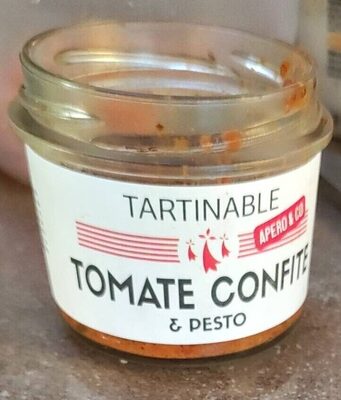 TARTINABLE
APERO & CO
TOMATE CONFITE
& PESTO